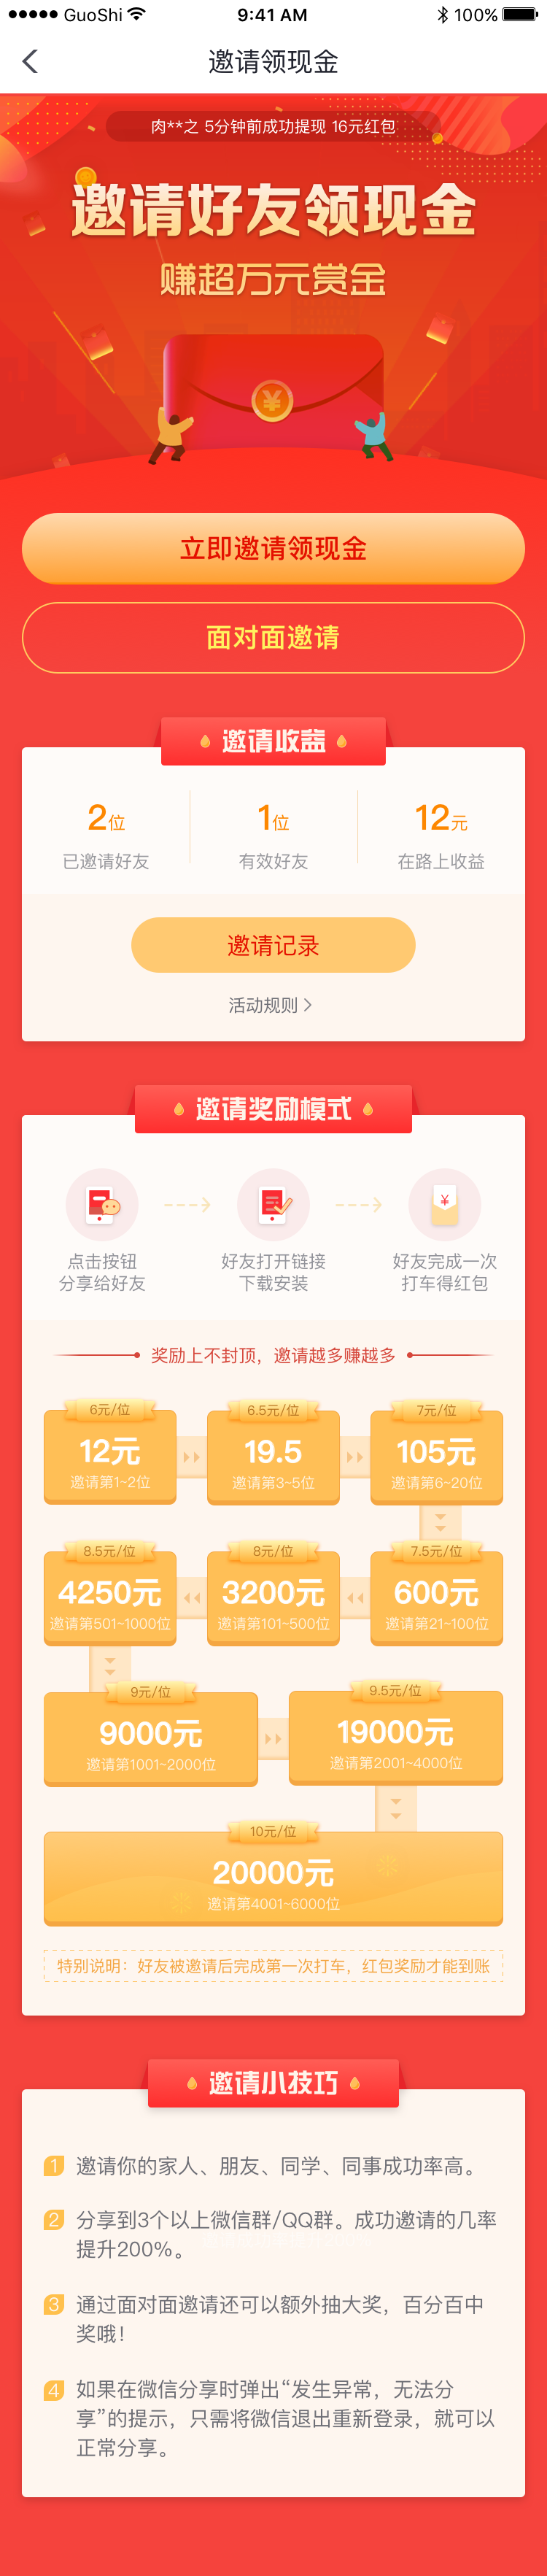 GuoShi 9:41 AM 100%
邀请领现金
肉**之 5分钟前成功提现 16元红包
邀请好友领现金
赚超万元赏金
¥
立即邀请领现金
面对面邀请
邀请收益
2位 1位 12元
已邀请好友 有效好友 在路上收益
邀请记录
活动规则
邀请奖励模式
¥
点击按钮 好友打开链接 好友完成一次
分享给好友 下载安装 打车得红包
奖励上不封顶，邀请越多赚越多
6元/位 6.5元/位 7元/位
12元 19.5 105元
邀请第1~2位 邀请第3~5位 邀请第6~20位
8.5元/位 8元/位 7.5元/位
4250元 3200元 600元
邀请第501~1000位 邀请第101~500位 邀请第21~100位
9元/位 9.5元/位
9000元 19000元
邀请第1001~2000位 邀请第2001~4000位
10元/位
20000元
邀请第4001~6000位
特别说明：好友被邀请后完成第一次打车，红包奖励才能到账
邀请小技巧
1 邀请你的家人、朋友、同学、同事成功率高。
2 分享到3个以上微信群/QQ群。成功邀请的几率
提升200%。
3 通过面对面邀请还可以额外抽大奖，百分百中
奖哦！
4 如果在微信分享时弹出“发生异常，无法分
享”的提示，只需将微信退出重新登录，就可以
正常分享。